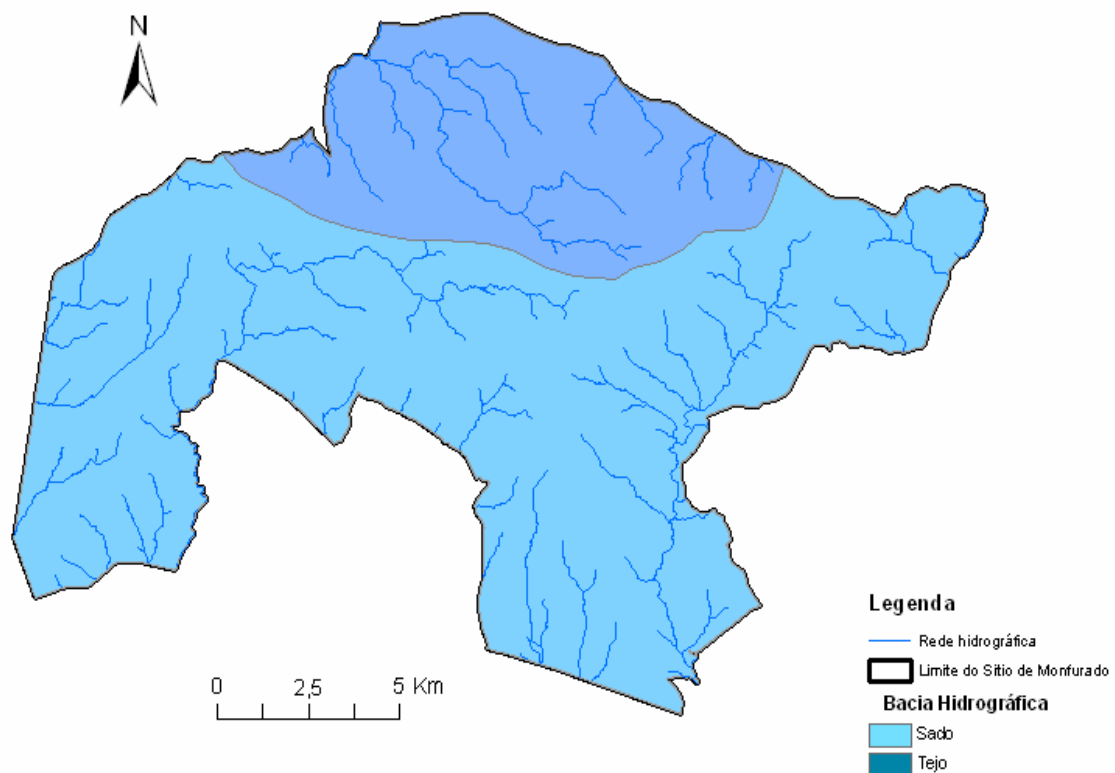 N
0 2,5 5 Km
Legenda
Rede hidrográfica
Limite do Sítio de Monfurado
Bacia Hidrográfica
Sado
Tejo